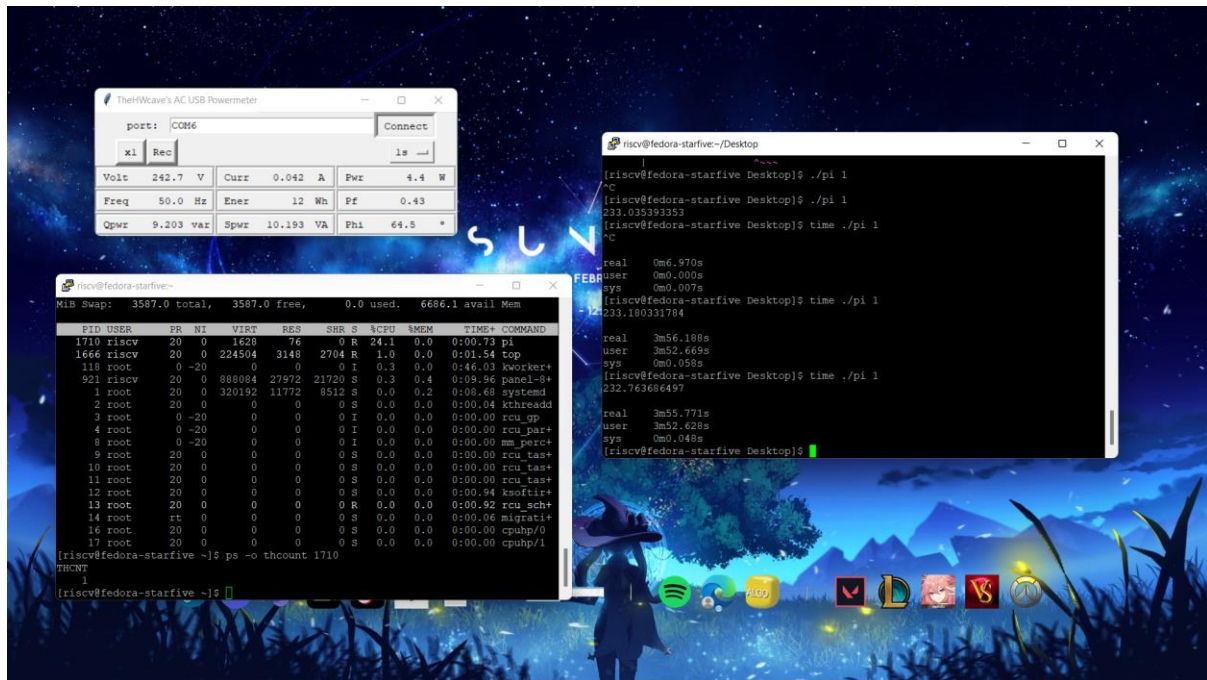 TheHWcave's AC USB Powermeter
port: COM6 Connect
x1 Rec 1s
Volt 242.7 V Curr 0.042 A Pwr 4.4 W
Freq 50.0 Hz Ener 12 Wh Pf 0.43
Qpwr 9.203 var Spwr 10.193 VA Phi 64.5 °
riscv@fedora-starfive:~/Desktop
| ^~~~
[riscv@fedora-starfive Desktop]$ ./pi 1
^C
[riscv@fedora-starfive Desktop]$ ./pi 1
233.035393353
[riscv@fedora-starfive Desktop]$ time ./pi 1
^C
real 0m6.970s
user 0m0.000s
sys 0m0.007s
[riscv@fedora-starfive Desktop]$ time ./pi 1
233.180331784
real 3m56.188s
user 3m52.669s
sys 0m0.058s
[riscv@fedora-starfive Desktop]$ time ./pi 1
232.763686497
real 3m55.771s
user 3m52.628s
sys 0m0.048s
[riscv@fedora-starfive Desktop]$
SUN
FEBR
- 12
riscv@fedora-starfive:~
MiB Swap: 3587.0 total, 3587.0 free, 0.0 used. 6686.1 avail Mem
PID USER PR NI VIRT RES SHR S %CPU %MEM TIME+ COMMAND
1710 riscv 20 0 1628 76 0 R 24.1 0.0 0:00.73 pi
1666 riscv 20 0 224504 3148 2704 R 1.0 0.0 0:01.54 top
118 root 0 -20 0 0 0 I 0.3 0.0 0:46.03 kworker+
921 riscv 20 0 888084 27972 21720 S 0.3 0.4 0:09.96 panel-8+
1 root 20 0 320192 11772 8512 S 0.0 0.2 0:08.68 systemd
2 root 20 0 0 0 0 S 0.0 0.0 0:00.04 kthreadd
3 root 0 -20 0 0 0 I 0.0 0.0 0:00.00 rcu_gp
4 root 0 -20 0 0 0 I 0.0 0.0 0:00.00 rcu_par+
8 root 0 -20 0 0 0 I 0.0 0.0 0:00.00 mm_perc+
9 root 20 0 0 0 0 S 0.0 0.0 0:00.00 rcu_tas+
10 root 20 0 0 0 0 S 0.0 0.0 0:00.00 rcu_tas+
11 root 20 0 0 0 0 S 0.0 0.0 0:00.00 rcu_tas+
12 root 20 0 0 0 0 S 0.0 0.0 0:00.94 ksoftir+
13 root 20 0 0 0 0 R 0.0 0.0 0:00.92 rcu_sch+
14 root rt 0 0 0 0 S 0.0 0.0 0:00.06 migrati+
16 root 20 0 0 0 0 S 0.0 0.0 0:00.00 cpuhp/0
17 root 20 0 0 0 0 S 0.0 0.0 0:00.00 cpuhp/1
[riscv@fedora-starfive ~]$ ps -o thcount 1710
THCNT
1
[riscv@fedora-starfive ~]$
ALGO
VS